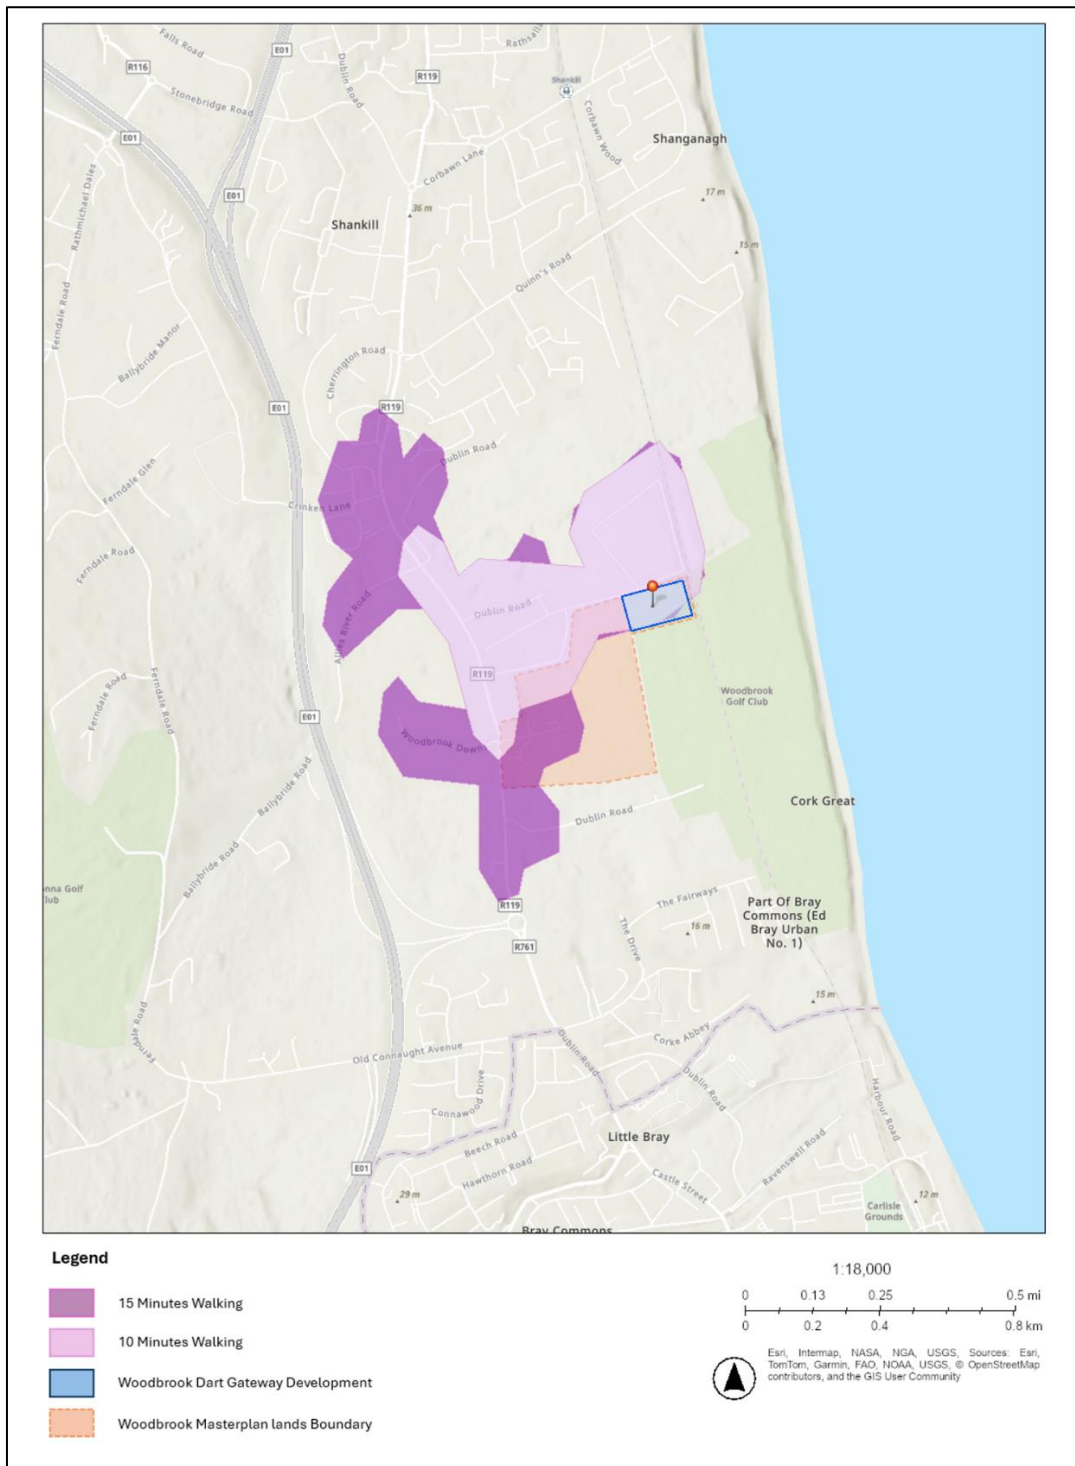 Falls Road
E01
Rathsall
R116
Dublin Road
R119
Shankill
Stonebridge Road
Corbawn Wood
E01
Shanganagh
Corbawn Lane
Rathmichael Dales
E01
17 m
36 m
Shankill
15 m
Quinn's Road
Ferndale Road
Ballybride Manor
Cherrington Road
E01
R119
Dublin Road
Ferndale Glen
Crinken Lane
Ferndale Road
Dublin Road
Allies River Road
R119
Ferndale Road
Ferndale Road
Woodbrook
Golf Club
E01
Woodbrook Down
Ballybride Road
Cork Great
Dublin Road
Ballybride Road
onna Golf
lub
The Fairways
R119
Part Of Bray
Commons (Ed
Bray Urban
No. 1)
16 m
The Drive
R761
15 m
Ferndale Road
Corke Abbey
Old Connaught Avenue
Dublin Road
Dublin Road
Connawood Drive
Harbour Road
Little Bray
Beech Road
Ravenswell Road
E01
Hawthorn Road
Castle Street
29 m
12 m
Carlisle
Grounds
Bray Commons
Legend
15 Minutes Walking
10 Minutes Walking
Woodbrook Dart Gateway Development
Woodbrook Masterplan lands Boundary
1:18,000
0 0.13 0.25 0.5 mi
0 0.2 0.4 0.8 km
Esri, Intermap, NASA, NGA, USGS, Sources: Esri,
TomTom, Garmin, FAO, NOAA, USGS, © OpenStreetMap
contributors, and the GIS User Community